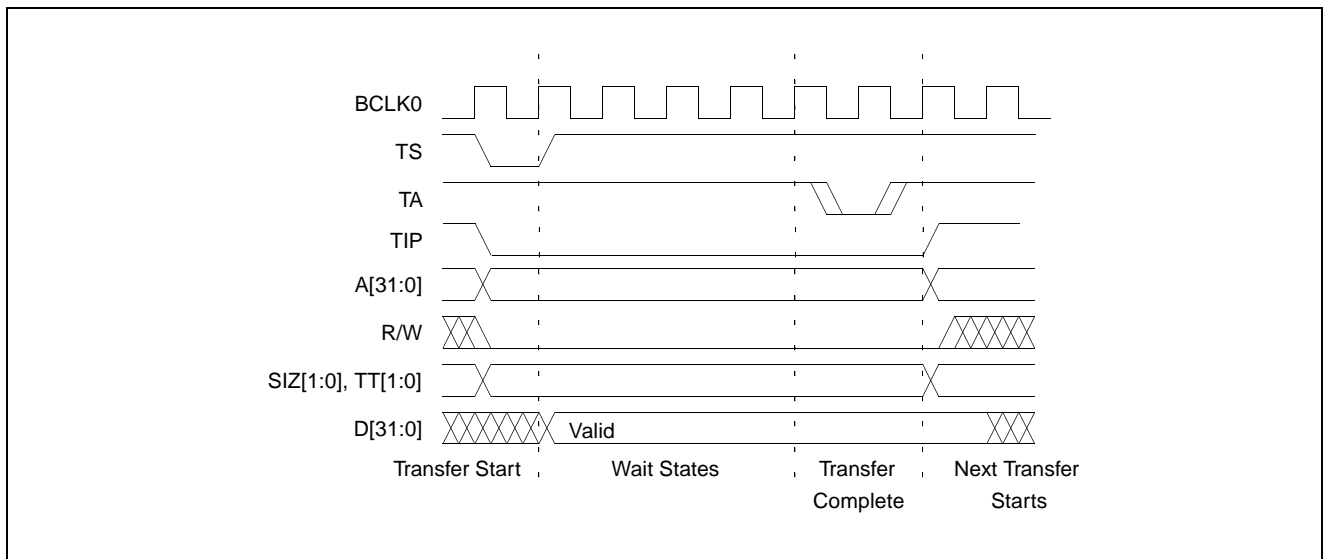 BCLK0
TS
TA
TIP
A[31:0]
R/W
SIZ[1:0], TT[1:0]
D[31:0]
Valid
Transfer Start
Wait States
Transfer
Complete
Next Transfer
Starts